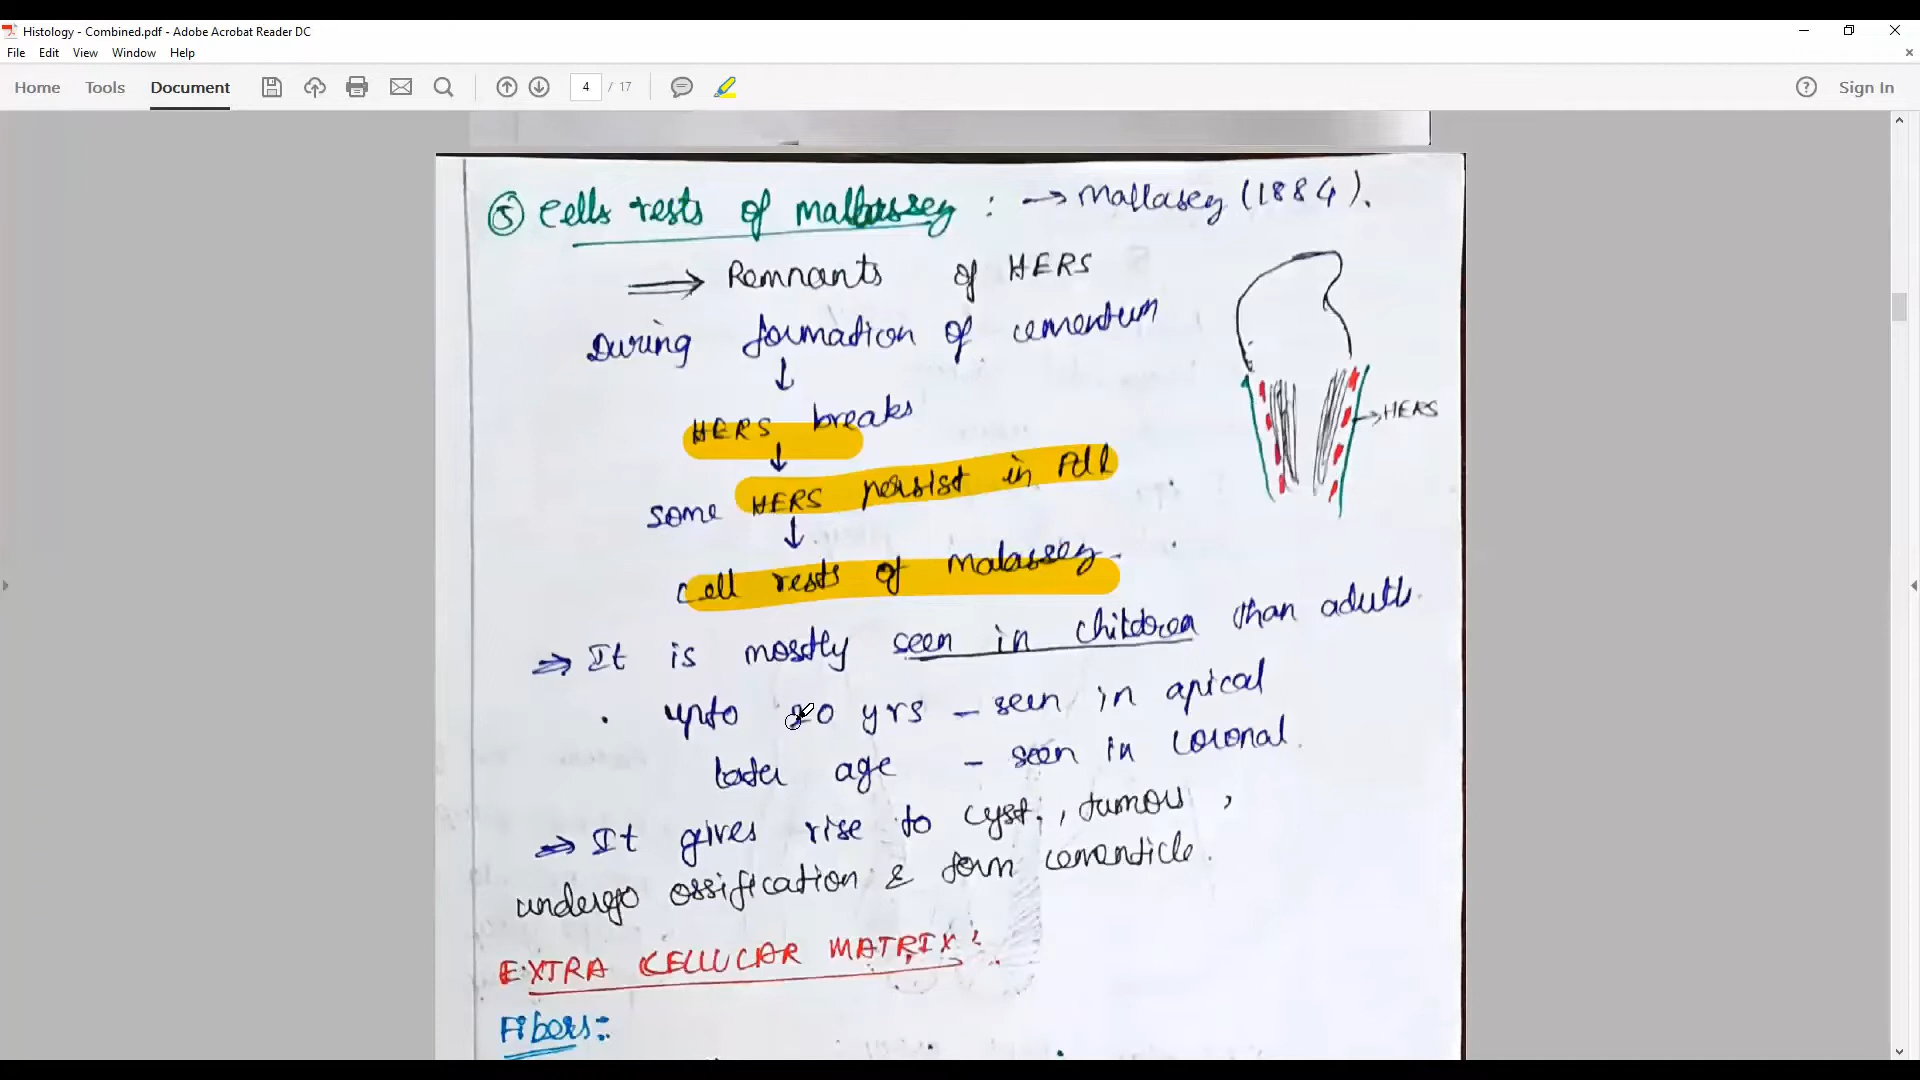 Histology - Combined.pdf - Adobe Acrobat Reader DC
File Edit View Window Help
Home Tools Document 4 / 17 Sign In
⑤ Cells rests of mallassey : → Mallasey (1884).
⇒ Remnants of HERS
During formation of cementum
↓
HERS breaks
↓
→HERS
some HERS persist in Pdl
↓
cell rests of malassey.
⇒ It is mostly seen in children than adults.
. upto 20 yrs – seen in apical
later age – seen in coronal.
⇒ It gives rise to cyst, tumour ,
undergo ossification & form cementicle.
EXTRA CELLULAR MATRIX:
Fibers: